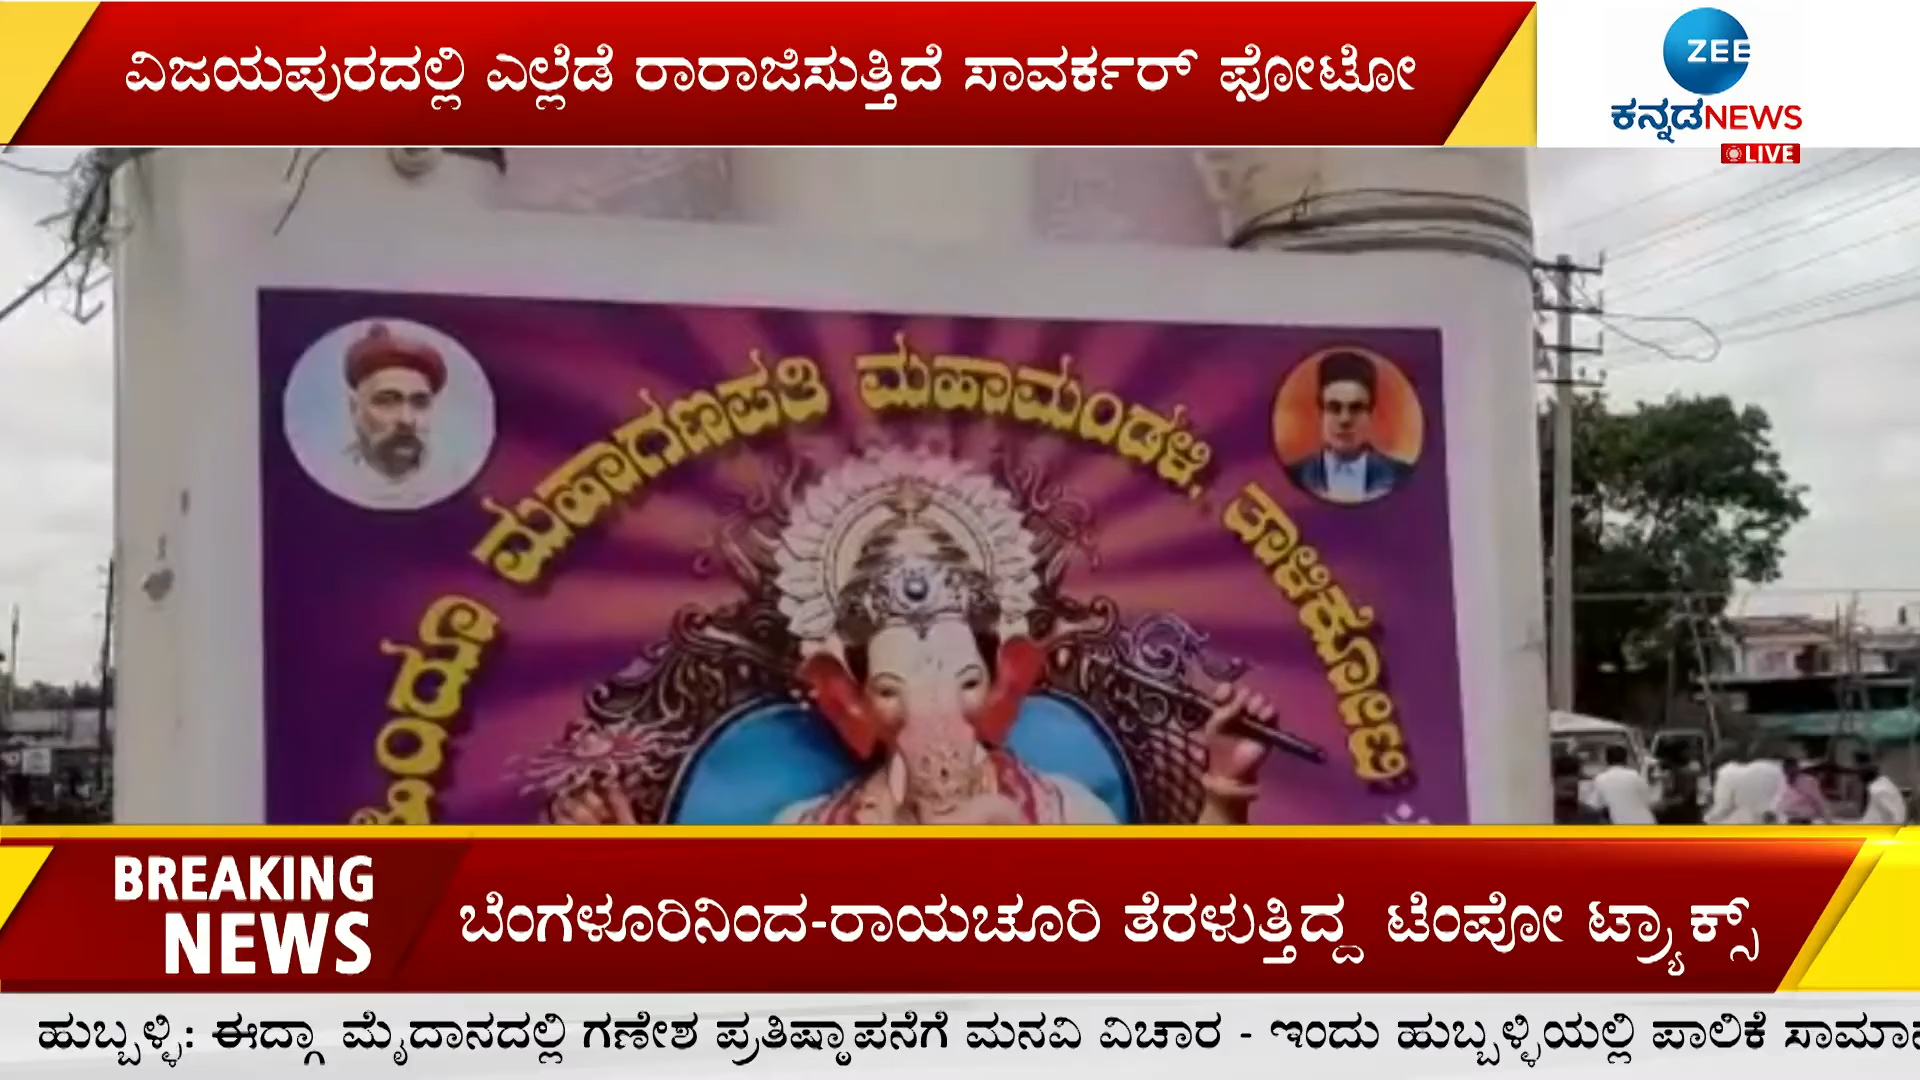 ವಿಜಯಪುರದಲ್ಲಿ ಎಲ್ಲೆಡೆ ರಾರಾಜಿಸುತ್ತಿದೆ ಸಾವರ್ಕರ್ ಫೋಟೋ
ZEE
ಕನ್ನಡNEWS
LIVE
ಹಿಂದೂ ಮಹಾಗಣಪತಿ ಮಹಾಮಂಡಳಿ, ತಾಳಿಕೋಟಿ
BREAKING
NEWS
ಬೆಂಗಳೂರಿನಿಂದ-ರಾಯಚೂರಿ ತೆರಳುತ್ತಿದ್ದ ಟೆಂಪೋ ಟ್ರ್ಯಾಕ್ಸ್
ಹುಬ್ಬಳ್ಳಿ: ಈದ್ಗಾ ಮೈದಾನದಲ್ಲಿ ಗಣೇಶ ಪ್ರತಿಷ್ಠಾಪನೆಗೆ ಮನವಿ ವಿಚಾರ - ಇಂದು ಹುಬ್ಬಳ್ಳಿಯಲ್ಲಿ ಪಾಲಿಕೆ